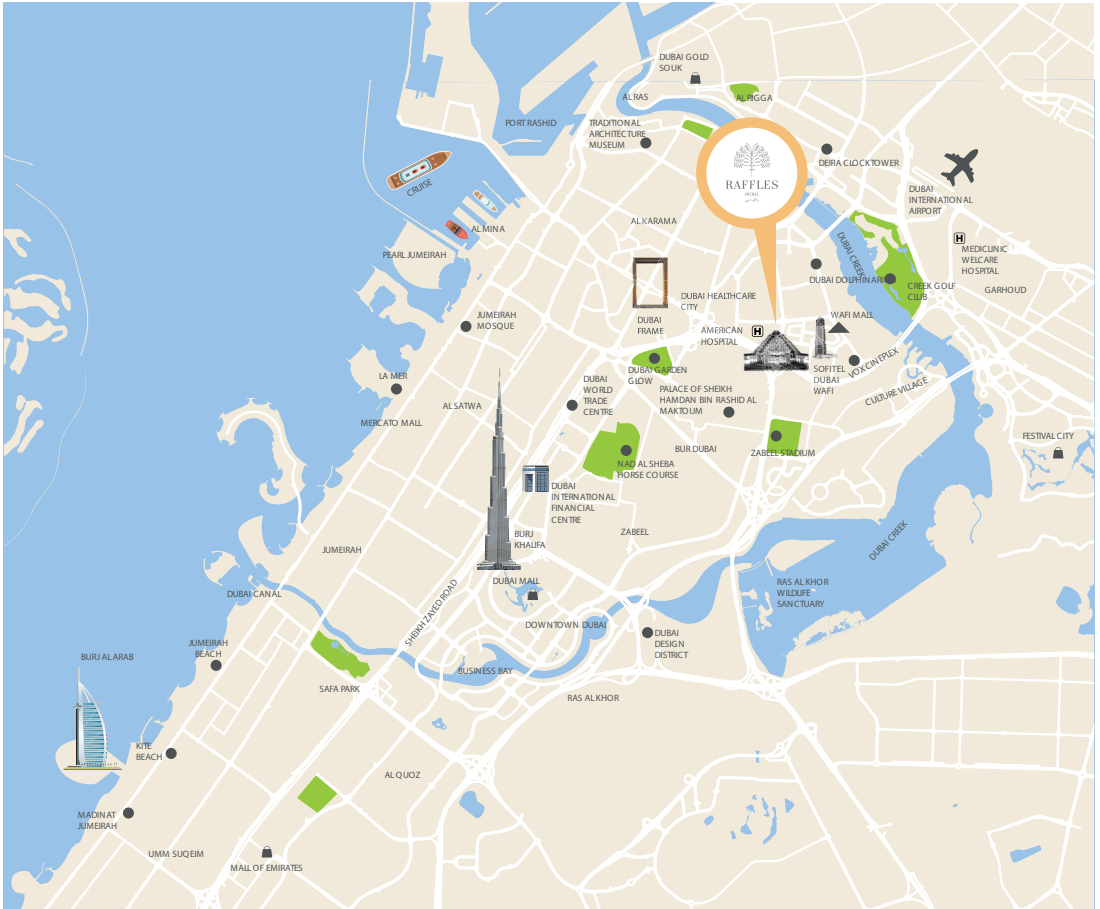 DUBAI GOLD
SOUK
AL RAS
AL RIGGA
PORT RASHID
TRADITIONAL
ARCHITECTURE
MUSEUM
RAFFLES
DUBAI
DEIRA CLOCKTOWER
DUBAI
INTERNATIONAL
AIRPORT
CRUISE
AL MINA
AL KARAMA
PEARL JUMEIRAH
DUBAI CREEK
H
MEDICLINIC
WELCARE
HOSPITAL
DUBAI DOLPHINARI
CREEK GOLF
CLUB
GARHOUD
DUBAI HEALTHCARE
CITY
DUBAI
FRAME
JUMEIRAH
MOSQUE
AMERICAN
HOSPITAL
H
WAFI MALL
VOX CINEPLEX
SOFITEL
DUBAI
WAFI
CULTURE VILLAGE
DUBAI GARDEN
GLOW
LA MER
DUBAI
WORLD
TRADE
CENTRE
PALACE OF SHEIKH
HAMDAN BIN RASHID AL
MAKTOUM
AL SATWA
MERCATO MALL
BUR DUBAI
ZABEEL STADIUM
FESTIVAL CITY
NAD AL SHEBA
HORSE COURSE
DUBAI
INTERNATIONAL
FINANCIAL
CENTRE
BURJ
KHALIFA
ZABEEL
DUBAI CREEK
JUMEIRAH
DUBAI MALL
RAS AL KHOR
WILDLIFE
SANCTUARY
DUBAI CANAL
SHEIKH ZAYED ROAD
DOWNTOWN DUBAI
DUBAI
DESIGN
DISTRICT
JUMEIRAH
BEACH
BURJ AL ARAB
BUSINESS BAY
SAFA PARK
RAS AL KHOR
KITE
BEACH
AL QUOZ
MADINAT
JUMEIRAH
UMM SUQEIM
MALL OF EMIRATES